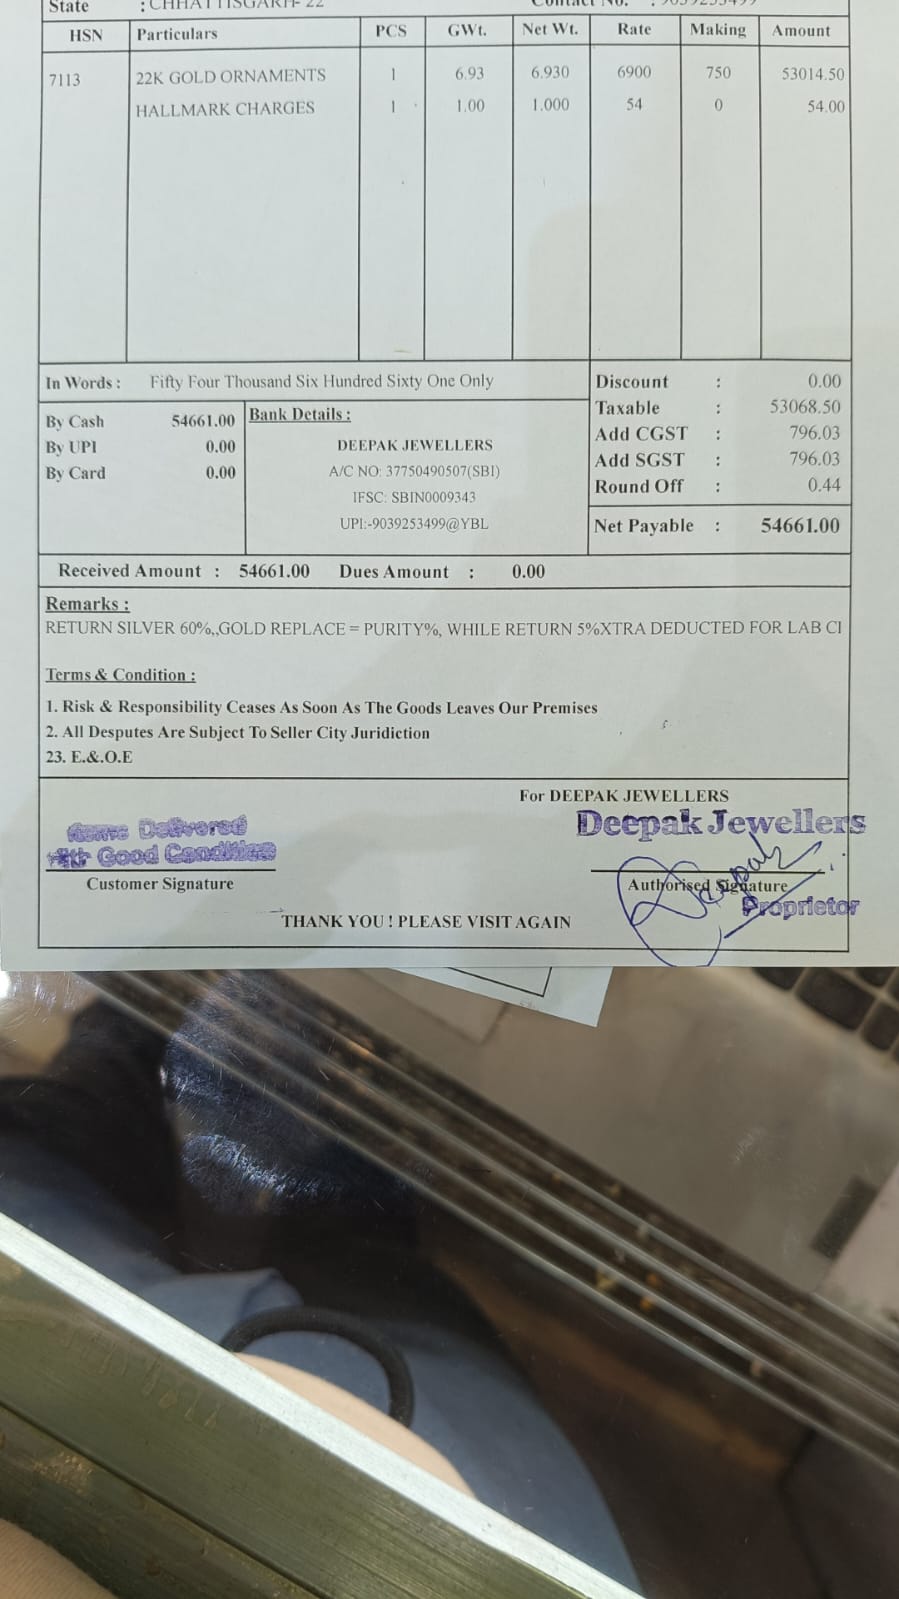 State : CHHATTISGARH- 22 Contact No. : 9039253499
HSN Particulars PCS GWt. Net Wt. Rate Making Amount
7113 22K GOLD ORNAMENTS 1 6.93 6.930 6900 750 53014.50
HALLMARK CHARGES 1 1.00 1.000 54 0 54.00
In Words : Fifty Four Thousand Six Hundred Sixty One Only
Discount : 0.00
Taxable : 53068.50
Add CGST : 796.03
Add SGST : 796.03
Round Off : 0.44
Net Payable : 54661.00
By Cash 54661.00
By UPI 0.00
By Card 0.00
Bank Details :
DEEPAK JEWELLERS
A/C NO: 37750490507(SBI)
IFSC: SBIN0009343
UPI:-9039253499@YBL
Received Amount : 54661.00 Dues Amount : 0.00
Remarks :
RETURN SILVER 60%,,GOLD REPLACE = PURITY%, WHILE RETURN 5%XTRA DEDUCTED FOR LAB CI
Terms & Condition :
1. Risk & Responsibility Ceases As Soon As The Goods Leaves Our Premises
2. All Desputes Are Subject To Seller City Juridiction
23. E.&.O.E
For DEEPAK JEWELLERS
Deepak Jewellers
Delivered
Good Condition
Customer Signature
Deepak
Authorised Signature
Proprietor
THANK YOU ! PLEASE VISIT AGAIN